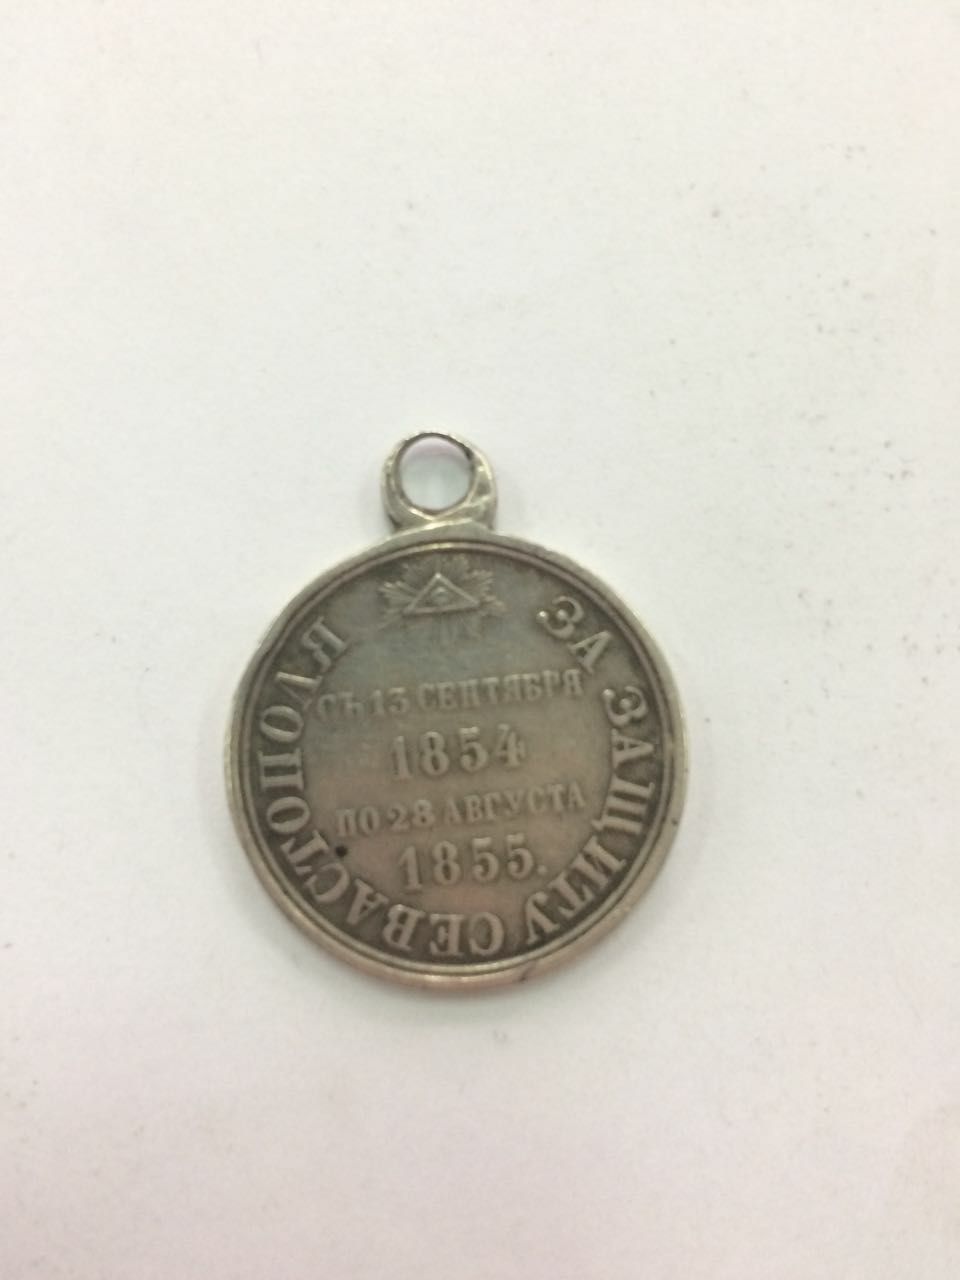 ЗА ЗАЩИТУ СЕВАСТОПОЛЯ
СЪ 13 СЕНТЯБРЯ
1854
ПО 28 АВГУСТА
1855.